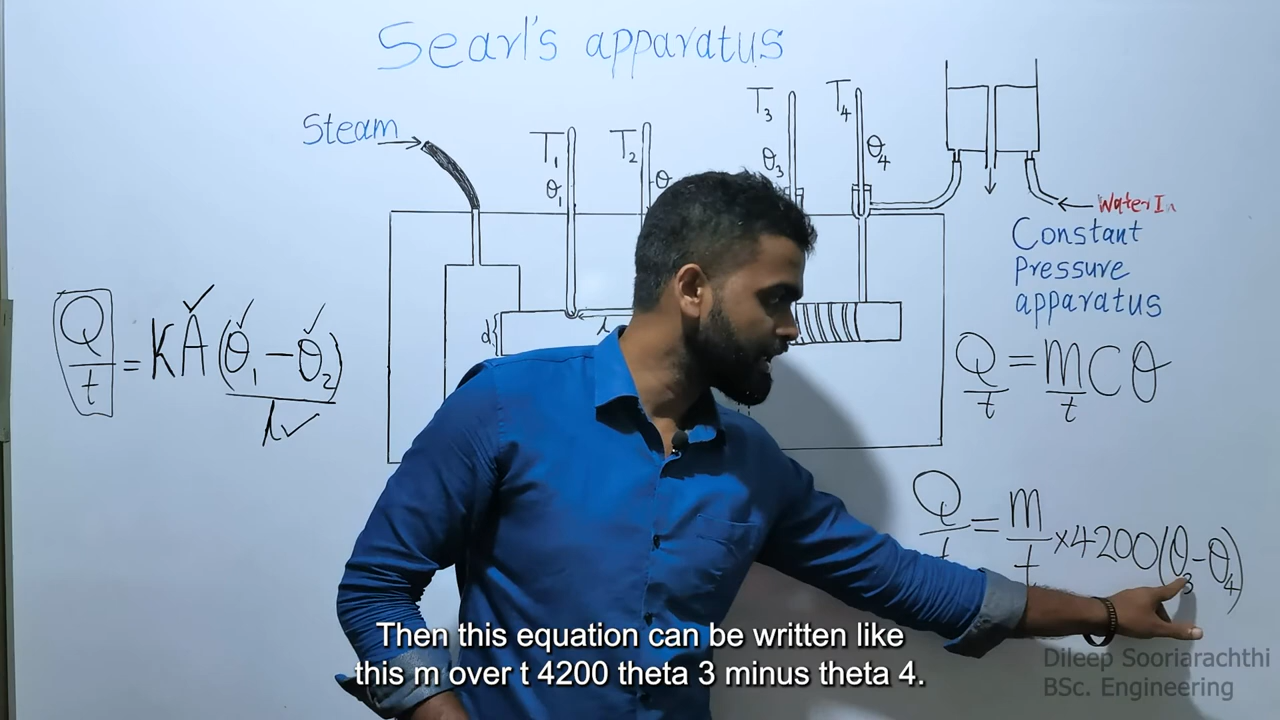 Searl's apparatus
Steam
T₁
θ₁
T₂
θ
T₃
θ₃
T₄
θ₄
Water In
Constant
Pressure
apparatus
d
l
Q/t = KA(θ₁ - θ₂)/l
Q/t = m/t Cθ
Q/t = m/t ×4200(θ₃-θ₄)
Then this equation can be written like
this m over t 4200 theta 3 minus theta 4.
Dileep Sooriarachthi
BSc. Engineering